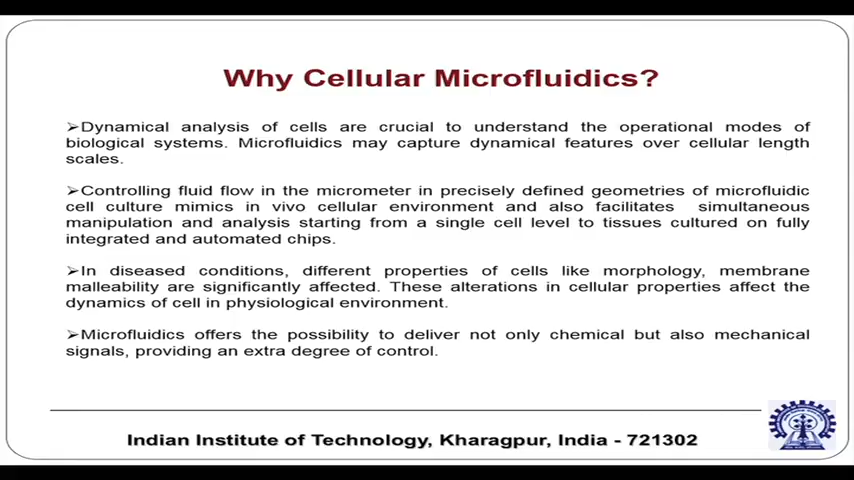 Why Cellular Microfluidics?
➢Dynamical analysis of cells are crucial to understand the operational modes of
biological systems. Microfluidics may capture dynamical features over cellular length
scales.
➢Controlling fluid flow in the micrometer in precisely defined geometries of microfluidic
cell culture mimics in vivo cellular environment and also facilitates simultaneous
manipulation and analysis starting from a single cell level to tissues cultured on fully
integrated and automated chips.
➢In diseased conditions, different properties of cells like morphology, membrane
malleability are significantly affected. These alterations in cellular properties affect the
dynamics of cell in physiological environment.
➢Microfluidics offers the possibility to deliver not only chemical but also mechanical
signals, providing an extra degree of control.
Indian Institute of Technology, Kharagpur, India - 721302